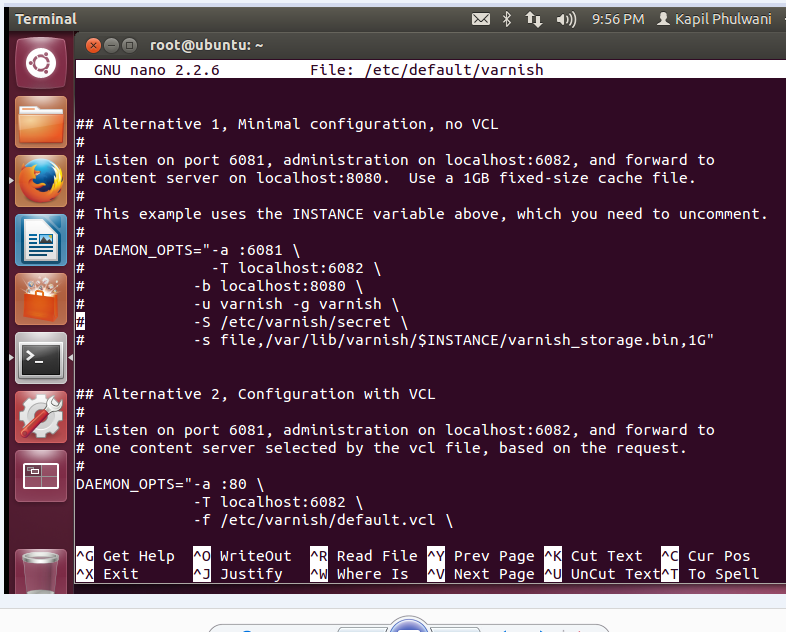 Terminal 9:56 PM Kapil Phulwani
root@ubuntu: ~
GNU nano 2.2.6 File: /etc/default/varnish
## Alternative 1, Minimal configuration, no VCL
#
# Listen on port 6081, administration on localhost:6082, and forward to
# content server on localhost:8080.  Use a 1GB fixed-size cache file.
#
# This example uses the INSTANCE variable above, which you need to uncomment.
#
# DAEMON_OPTS="-a :6081 \
#              -T localhost:6082 \
#            -b localhost:8080 \
#            -u varnish -g varnish \
#            -S /etc/varnish/secret \
#            -s file,/var/lib/varnish/$INSTANCE/varnish_storage.bin,1G"
## Alternative 2, Configuration with VCL
#
# Listen on port 6081, administration on localhost:6082, and forward to
# one content server selected by the vcl file, based on the request.
#
DAEMON_OPTS="-a :80 \
             -T localhost:6082 \
             -f /etc/varnish/default.vcl \
^G Get Help ^O WriteOut ^R Read File ^Y Prev Page ^K Cut Text ^C Cur Pos
^X Exit ^J Justify ^W Where Is ^V Next Page ^U UnCut Text ^T To Spell